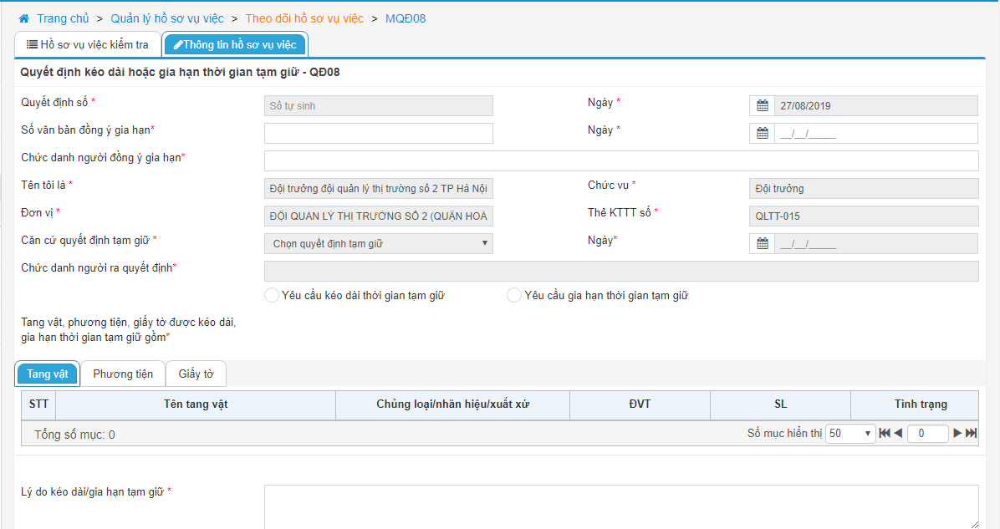 Trang chủ > Quản lý hồ sơ vụ việc > Theo dõi hồ sơ vụ việc > MQĐ08
Hồ sơ vụ việc kiểm tra Thông tin hồ sơ vụ việc
Quyết định kéo dài hoặc gia hạn thời gian tạm giữ - QĐ08
Quyết định số * Số tự sinh Ngày * 27/08/2019
Số văn bản đồng ý gia hạn* Ngày * __/__/____
Chức danh người đồng ý gia hạn*
Tên tôi là * Đội trưởng đội quản lý thị trường số 2 TP Hà Nội Chức vụ * Đội trưởng
Đơn vị * ĐỘI QUẢN LÝ THỊ TRƯỜNG SỐ 2 (QUẬN HOÀ Thẻ KTTT số * QLTT-015
Căn cứ quyết định tạm giữ * Chọn quyết định tạm giữ Ngày* __/__/____
Chức danh người ra quyết định*
Yêu cầu kéo dài thời gian tạm giữ Yêu cầu gia hạn thời gian tạm giữ
Tang vật, phương tiện, giấy tờ được kéo dài,
gia hạn thời gian tạm giữ gồm*
Tang vật Phương tiện Giấy tờ
STT Tên tang vật Chủng loại/nhãn hiệu/xuất xứ ĐVT SL Tình trạng
Tổng số mục: 0 Số mục hiển thị 50 0
Lý do kéo dài/gia hạn tạm giữ *